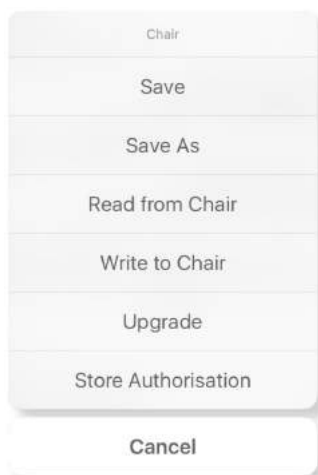 Chair
Save
Save As
Read from Chair
Write to Chair
Upgrade
Store Authorisation
Cancel